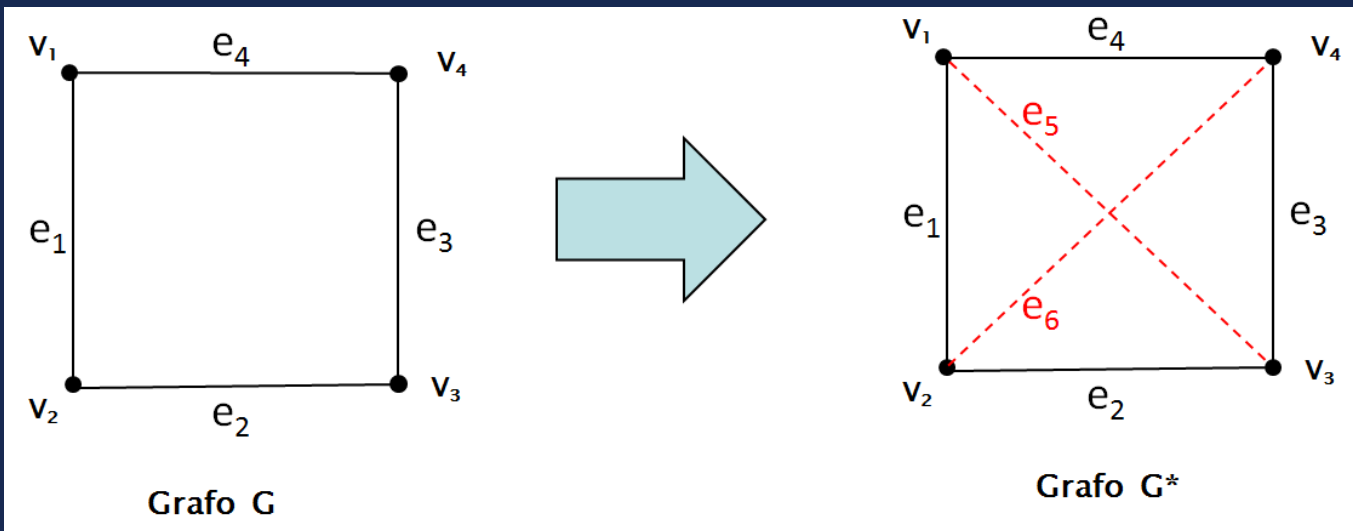 v₁
e₄
v₄
e₁
e₃
v₂
e₂
v₃
Grafo G
v₁
e₄
v₄
e₅
e₁
e₃
e₆
v₂
e₂
v₃
Grafo G*